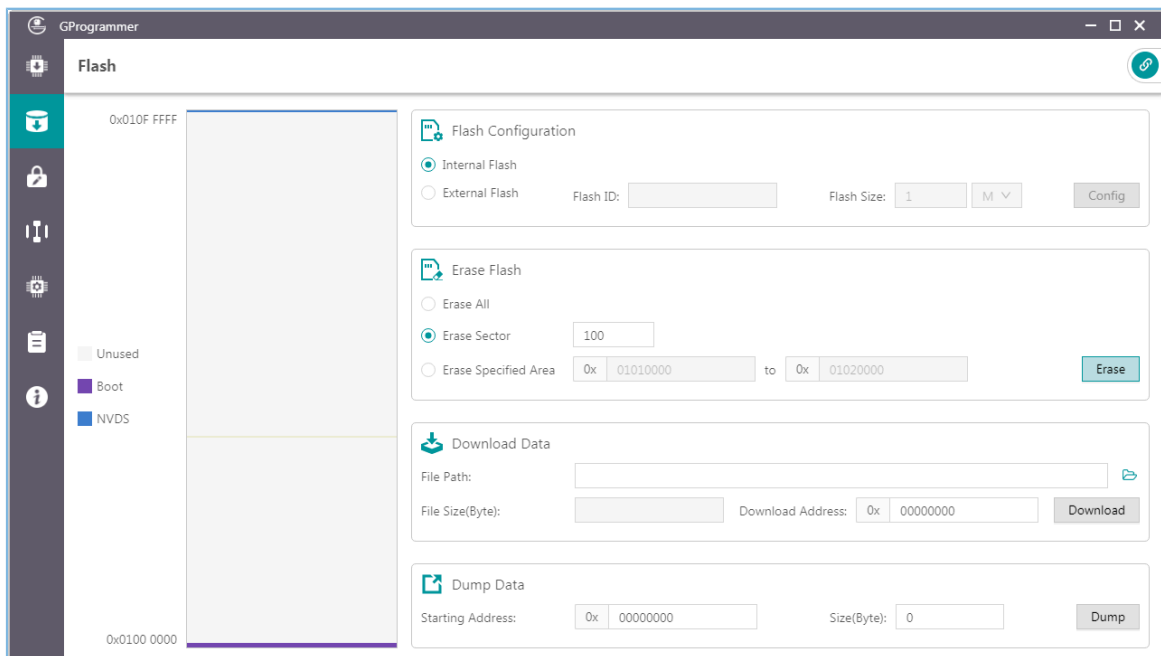 GProgrammer
Flash
0x010F FFFF
Unused
Boot
NVDS
0x0100 0000
Flash Configuration
Internal Flash
External Flash Flash ID: Flash Size: 1 M Config
Erase Flash
Erase All
Erase Sector 100
Erase Specified Area 0x 01010000 to 0x 01020000 Erase
Download Data
File Path:
File Size(Byte): Download Address: 0x 00000000 Download
Dump Data
Starting Address: 0x 00000000 Size(Byte): 0 Dump